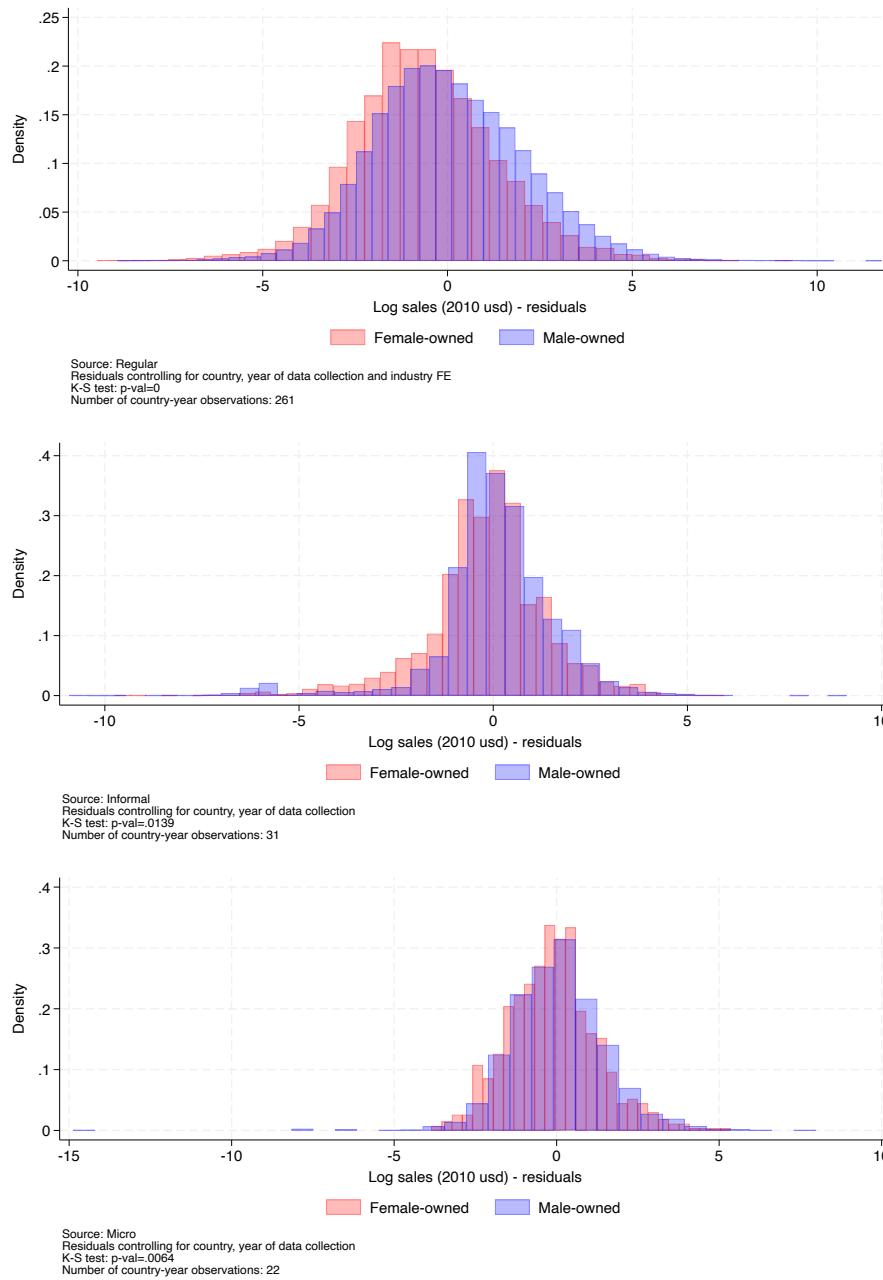 .25
.2
.15
.1
.05
0
Density
-10 -5 0 5 10
Log sales (2010 usd) - residuals
Female-owned Male-owned
Source: Regular
Residuals controlling for country, year of data collection and industry FE
K-S test: p-val=0
Number of country-year observations: 261
.4
.3
.2
.1
0
Density
-10 -5 0 5 10
Log sales (2010 usd) - residuals
Female-owned Male-owned
Source: Informal
Residuals controlling for country, year of data collection
K-S test: p-val=.0139
Number of country-year observations: 31
.4
.3
.2
.1
0
Density
-15 -10 -5 0 5 10
Log sales (2010 usd) - residuals
Female-owned Male-owned
Source: Micro
Residuals controlling for country, year of data collection
K-S test: p-val=.0064
Number of country-year observations: 22